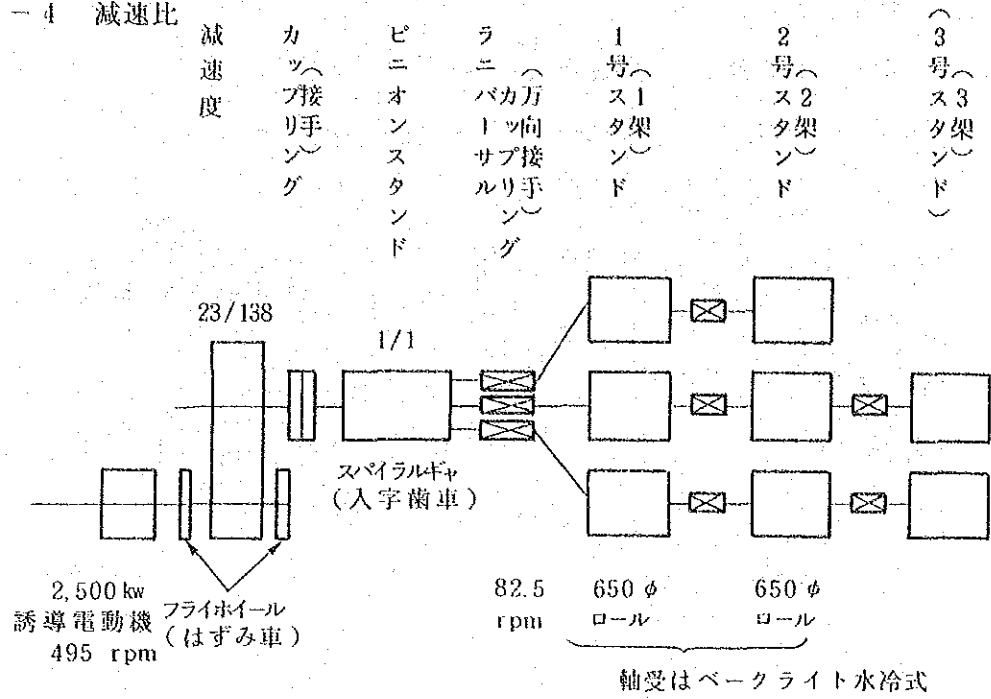 －4 減速比
減速度
カップリング
（接手）
ピニオンスタンド
ラニバーサル
カップリング
（万向接手）
1号スタンド
（1架）
2号スタンド
（2架）
（3号スタンド）
（3架）
23/138
1/1
スパイラルギャ
（入字歯車）
2,500 kw
誘導電動機
495 rpm
フライホイール
（はずみ車）
82.5
rpm
650 φ
ロール
650 φ
ロール
軸受はベークライト水冷式